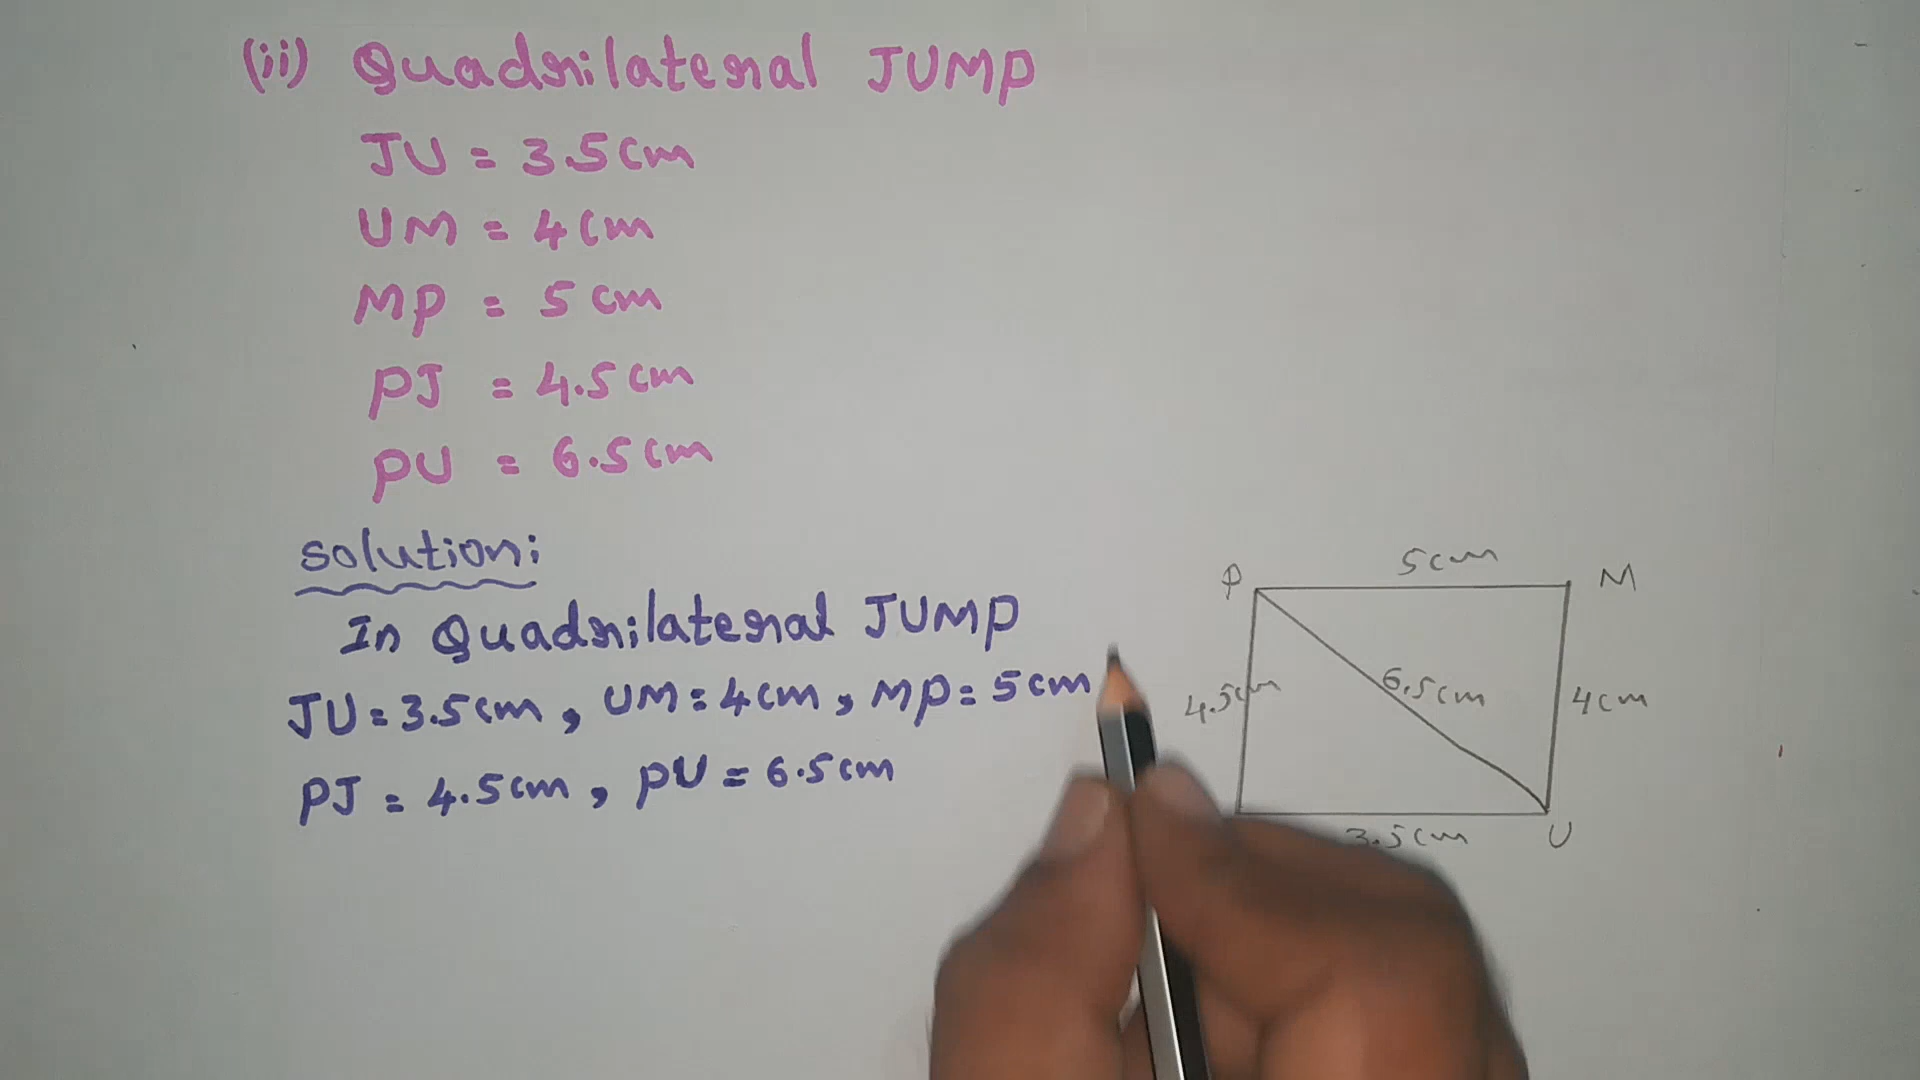 (ii) Quadrilateral JUMP
JU = 3.5cm
UM = 4cm
MP = 5cm
PJ = 4.5cm
PU = 6.5cm
Solution:
In Quadrilateral JUMP
JU = 3.5cm, UM = 4cm, MP = 5cm
PJ = 4.5cm, PU = 6.5cm
5cm
P M
4.5cm 6.5cm 4cm
3.5cm U